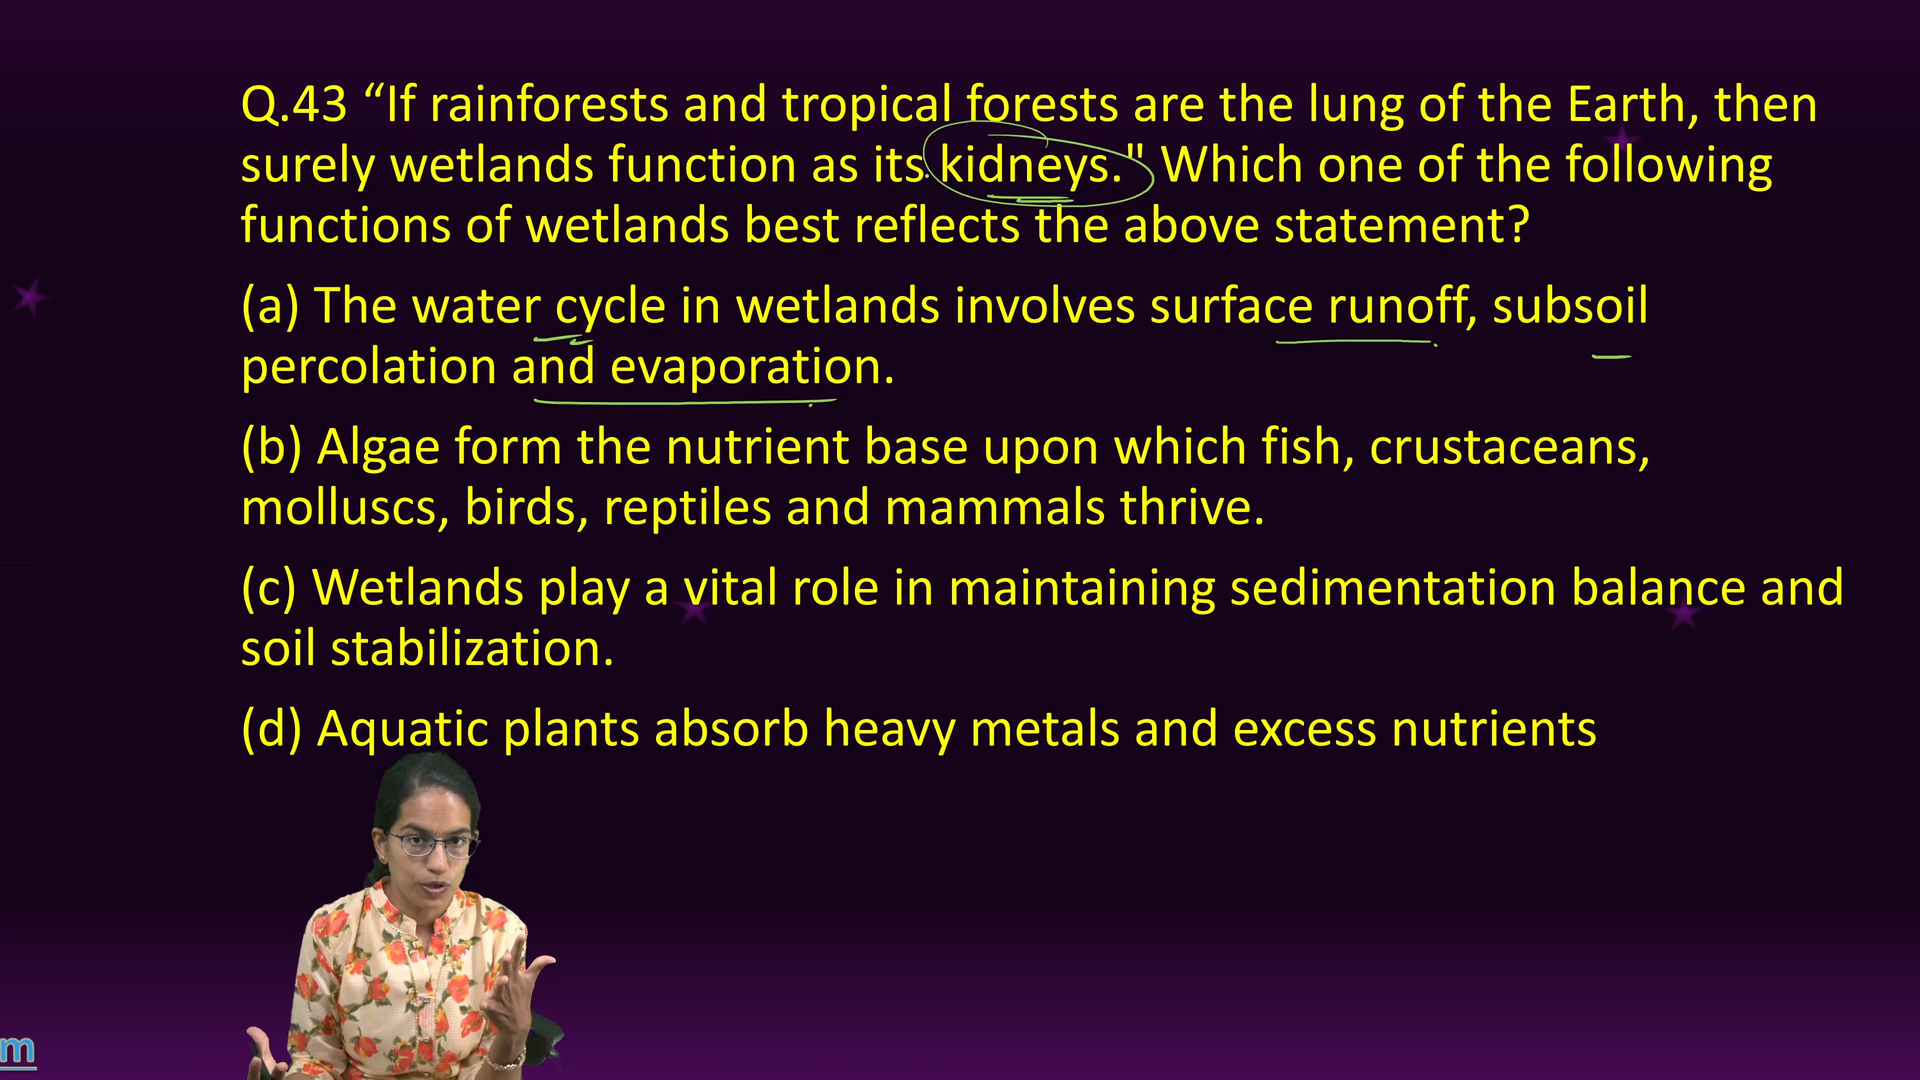 Q.43 “If rainforests and tropical forests are the lung of the Earth, then
surely wetlands function as its kidneys." Which one of the following
functions of wetlands best reflects the above statement?
(a) The water cycle in wetlands involves surface runoff, subsoil
percolation and evaporation.
(b) Algae form the nutrient base upon which fish, crustaceans,
molluscs, birds, reptiles and mammals thrive.
(c) Wetlands play a vital role in maintaining sedimentation balance and
soil stabilization.
(d) Aquatic plants absorb heavy metals and excess nutrients
m